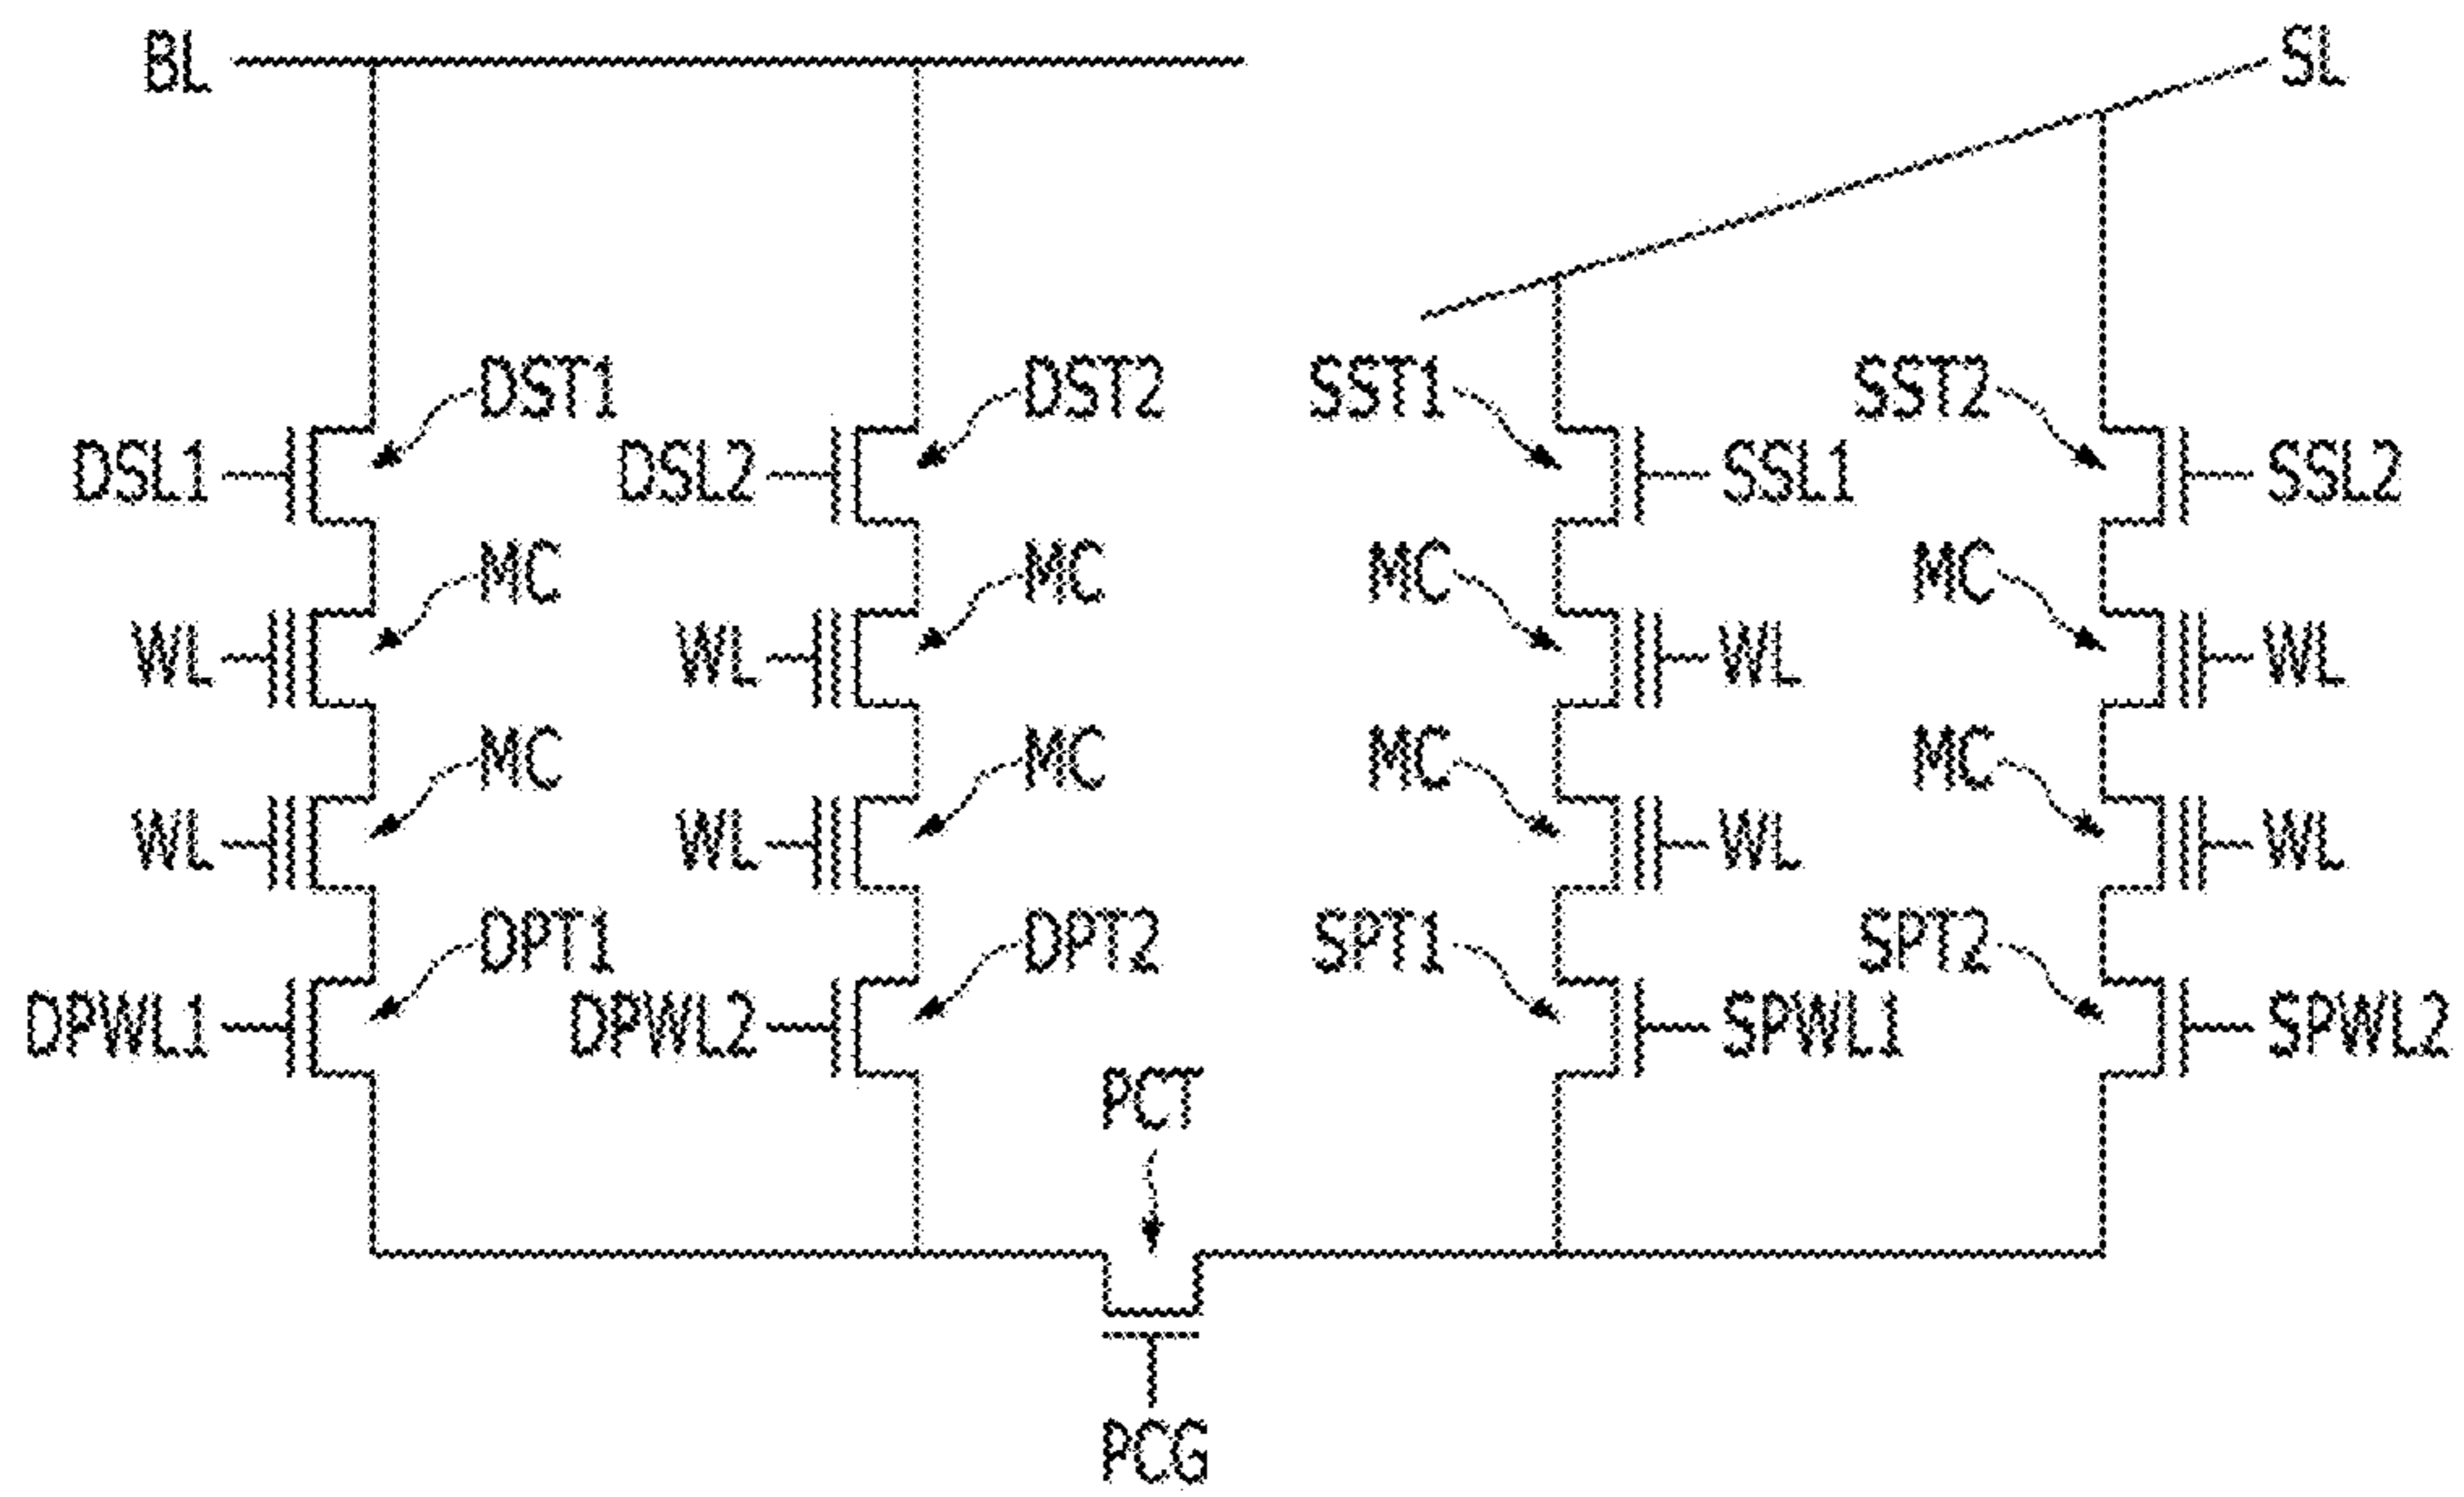 BL SL
DST1 DST2 SST1 SST2
DSL1 DSL2 SSL1 SSL2
MC MC MC MC
WL WL WL WL
MC MC MC MC
WL WL WL WL
DPT1 DPT2 SPT1 SPT2
DPWL1 DPWL2 SPWL1 SPWL2
PCT
PCG